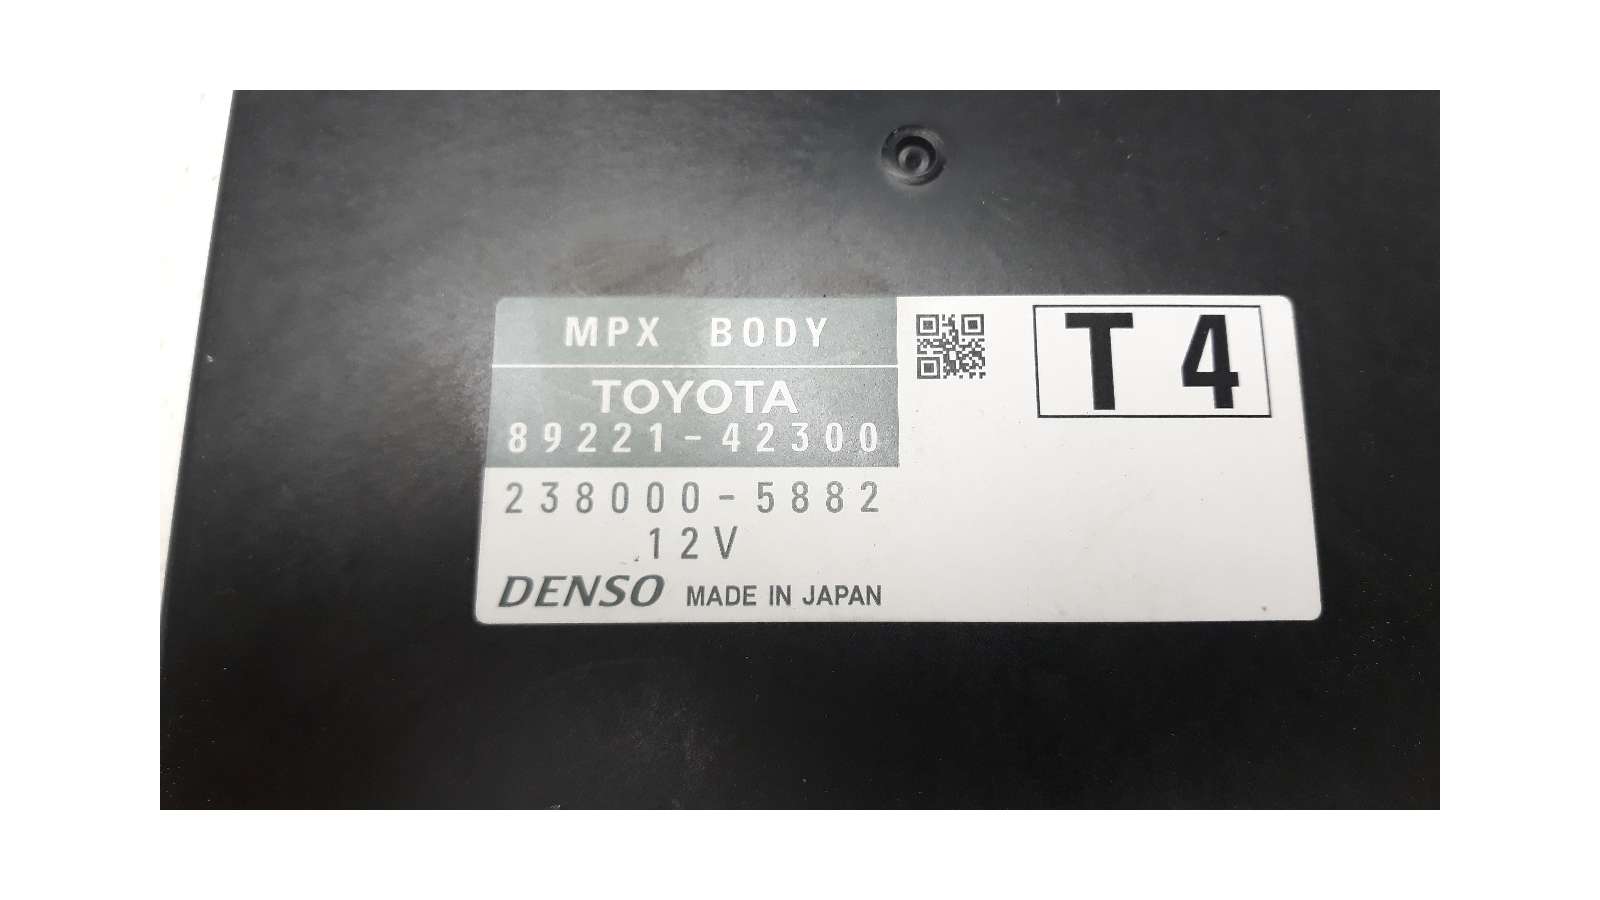 MPX BODY
TOYOTA
89221-42300
238000-5882
12V
DENSO MADE IN JAPAN
T4